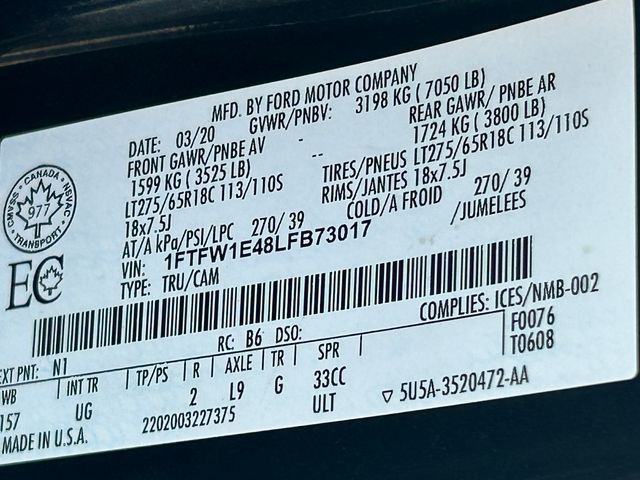 MFD. BY FORD MOTOR COMPANY
DATE: 03/20 GVWR/PNBV: 3198 KG ( 7050 LB)
FRONT GAWR/PNBE AV -- REAR GAWR/ PNBE AR
1599 KG ( 3525 LB) -- 1724 KG ( 3800 LB)
LT275/65R18C 113/110S TIRES/PNEUS LT275/65R18C 113/110S
18x7.5J RIMS/JANTES 18x7.5J
AT/A kPa/PSI/LPC 270/ 39 COLD/A FROID 270/ 39
VIN: 1FTFW1E48LFB73017 /JUMELEES
TYPE: TRU/CAM
CMVSS · CANADA · NSVAC
977
TRANSPORT
EC
COMPLIES: ICES/NMB-002
RC: B6 DSO: F0076
EXT PNT: N1 T0608
WB INT TR TP/PS R AXLE TR SPR
157 UG 2 L9 G 33CC
2202003227375 ULT 5U5A-3520472-AA
MADE IN U.S.A.